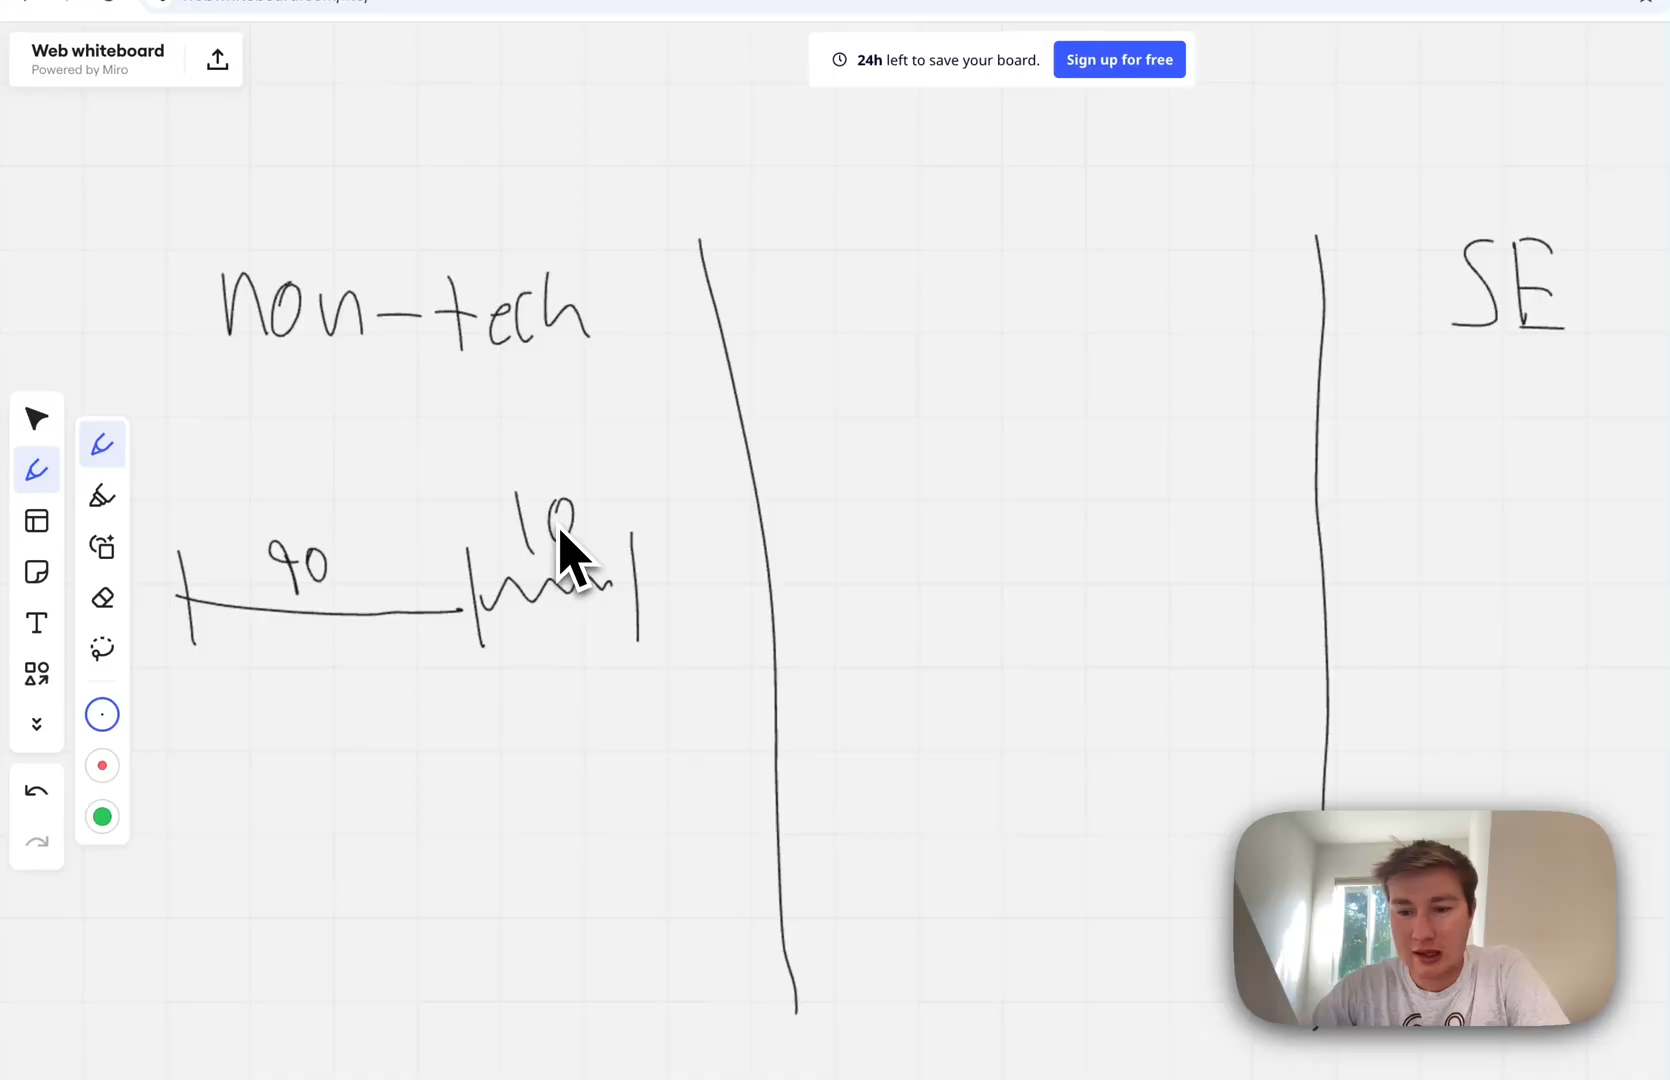 Web whiteboard
Powered by Miro
24h left to save your board.
Sign up for free
non-tech
SE
90
10